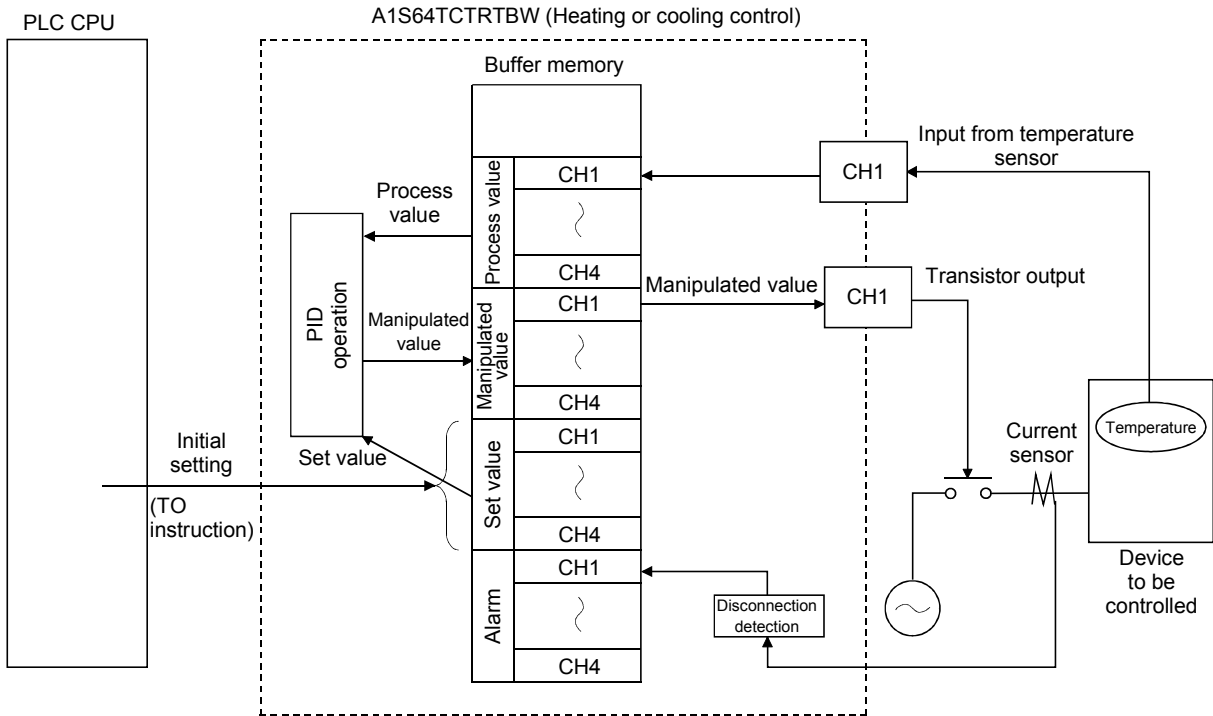 PLC CPU
A1S64TCTRTBW (Heating or cooling control)
Buffer memory
Process value
CH1
CH4
Manipulated
value
CH1
CH4
Set value
CH1
CH4
Alarm
CH1
CH4
Process
value
PID
operation
Manipulated
value
Set value
Initial
setting
(TO
instruction)
CH1
Input from temperature
sensor
Manipulated value
CH1
Transistor output
Temperature
Current
sensor
Device
to be
controlled
Disconnection
detection